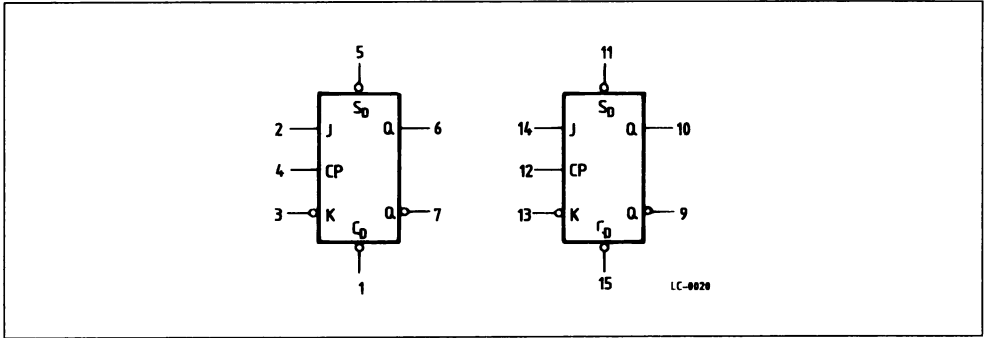 5 11
S_D S_D
2 J Q 6 14 J Q 10
4 CP 12 CP
3 K Q 7 13 K Q 9
C_D Γ_D
1 15 LC-0020